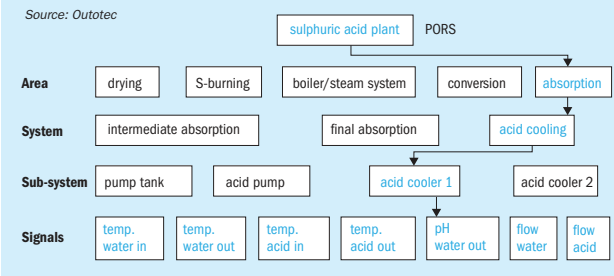 Source: Outotec
sulphuric acid plant PORS
Area drying S-burning boiler/steam system conversion absorption
System intermediate absorption final absorption acid cooling
Sub-system pump tank acid pump acid cooler 1 acid cooler 2
Signals
temp.
water in
temp.
water out
temp.
acid in
temp.
acid out
pH
water out
flow
water
flow
acid